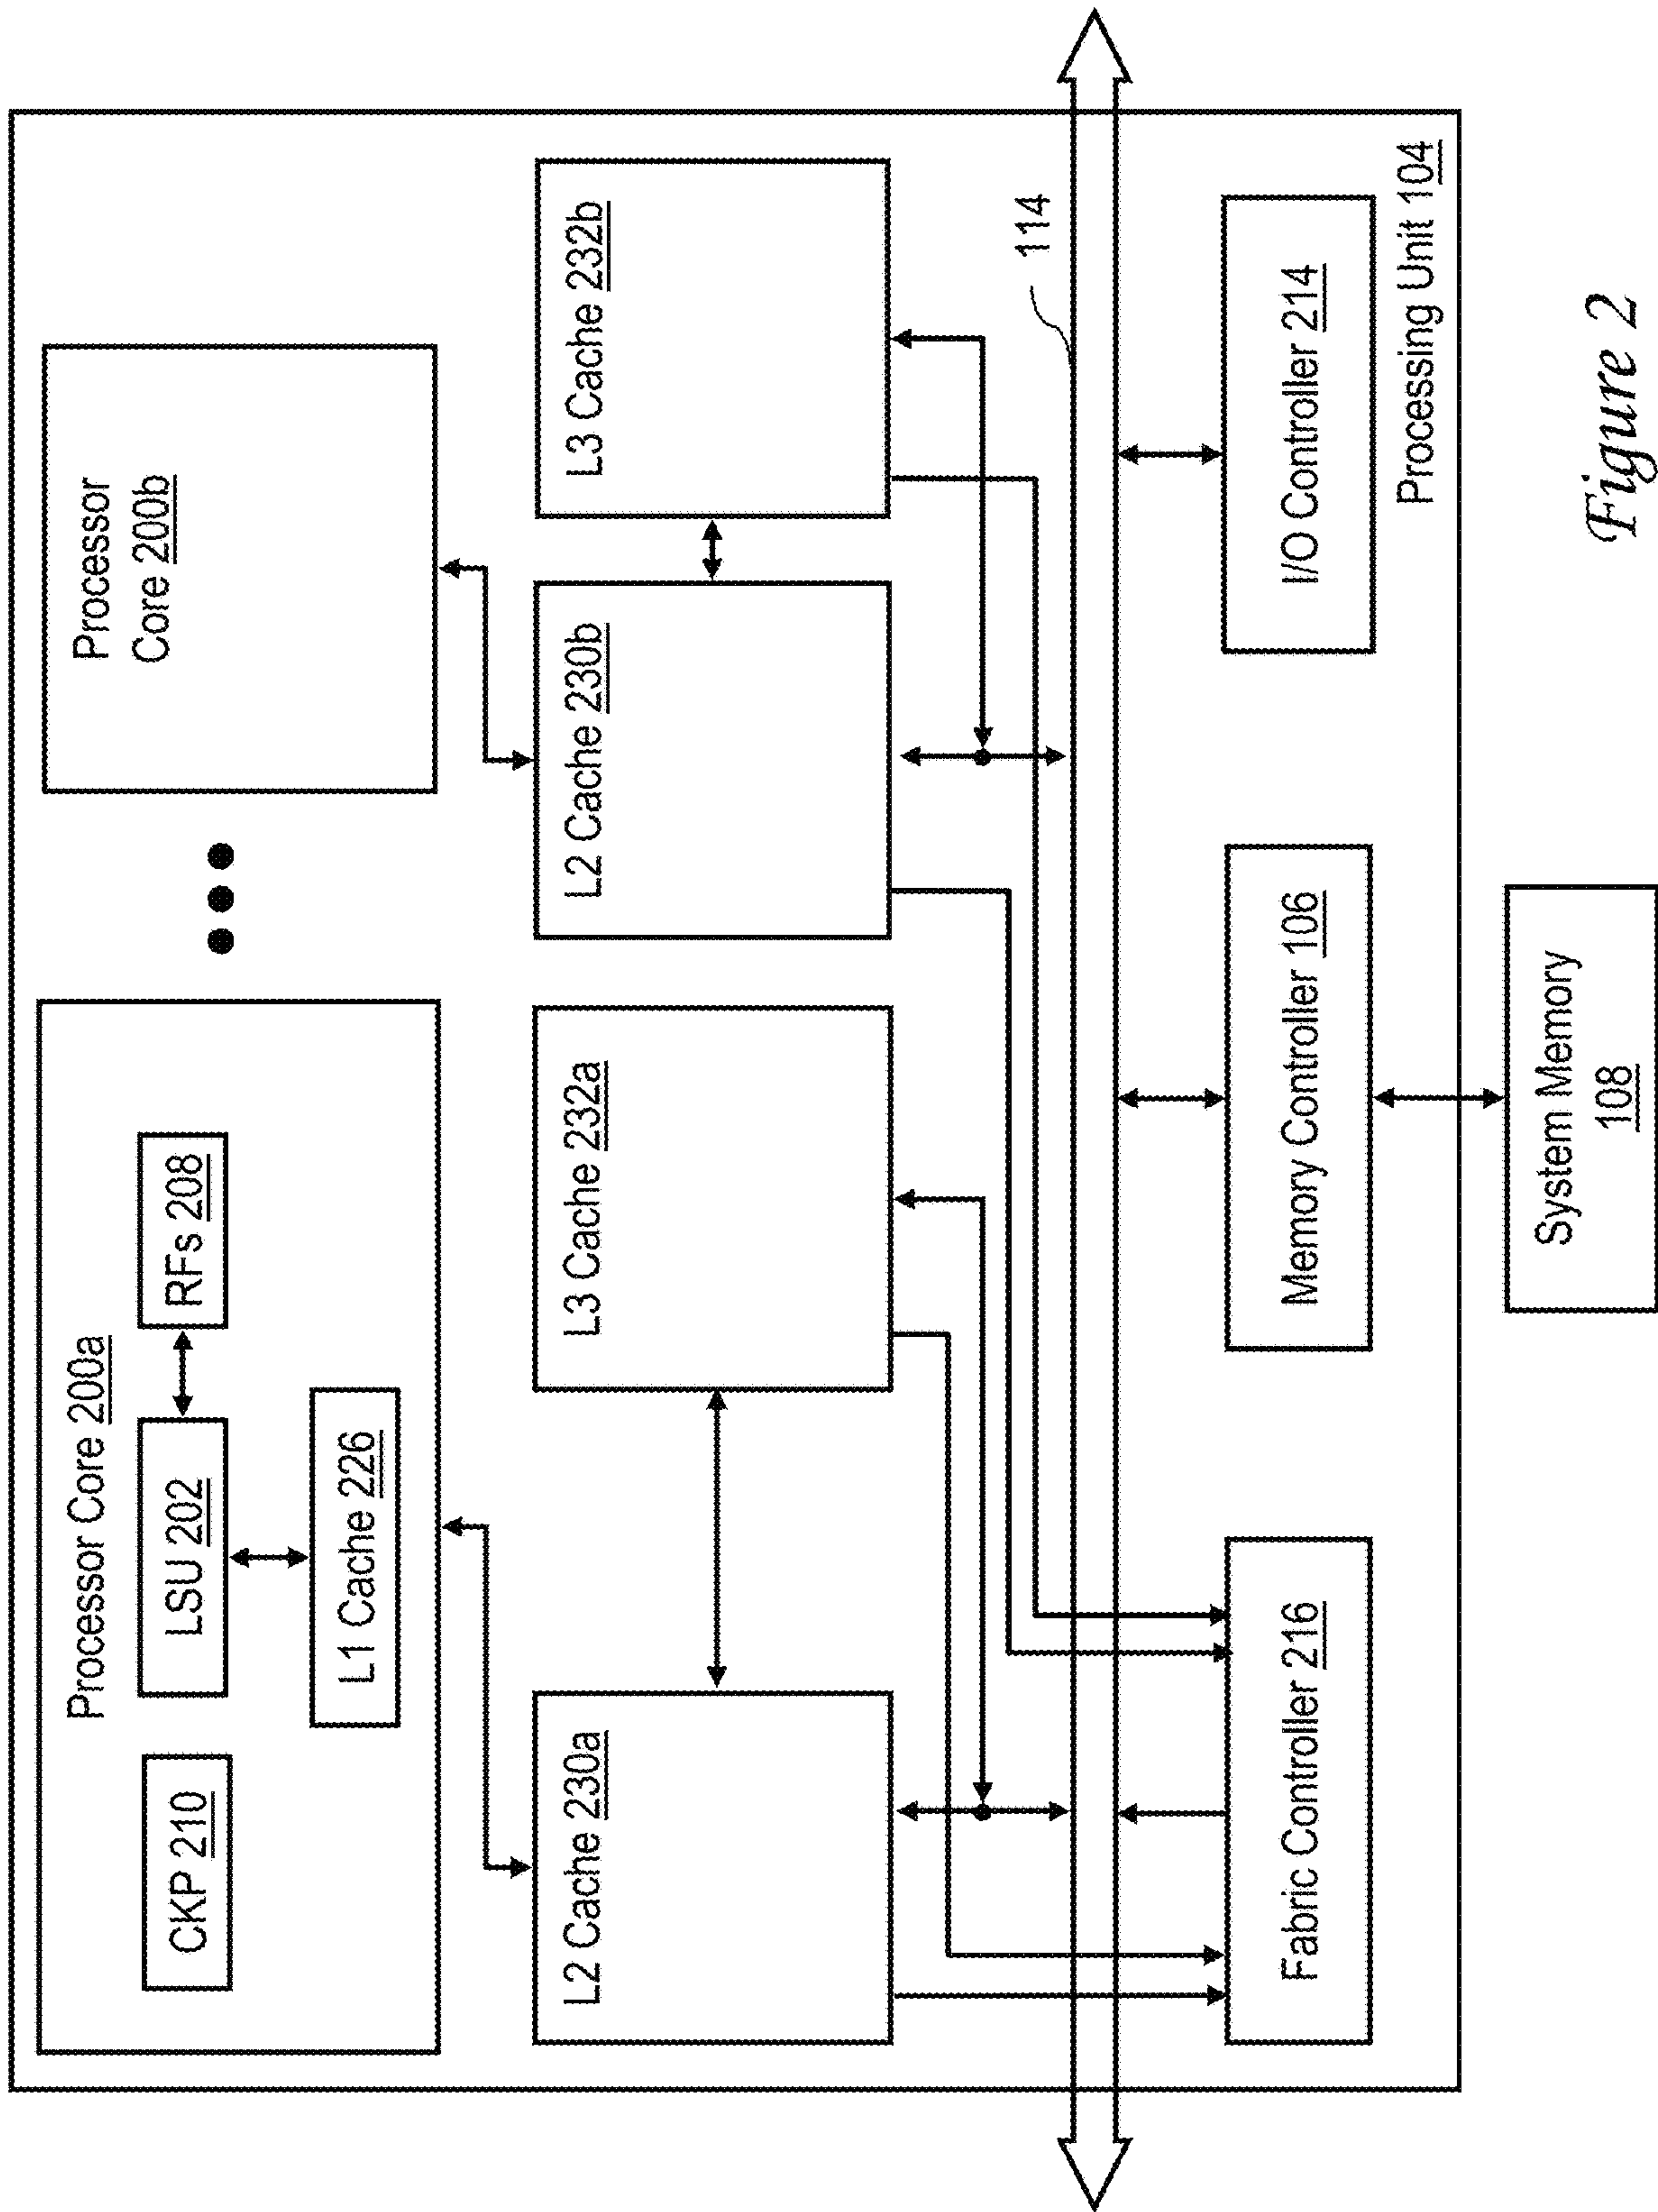 Processor Core 200a
CKP 210
LSU 202
RFs 208
L1 Cache 226
Processor
Core 200b
L2 Cache 230a
L3 Cache 232a
L2 Cache 230b
L3 Cache 232b
114
Fabric Controller 216
Memory Controller 106
I/O Controller 214
Processing Unit 104
System Memory
108
Figure 2